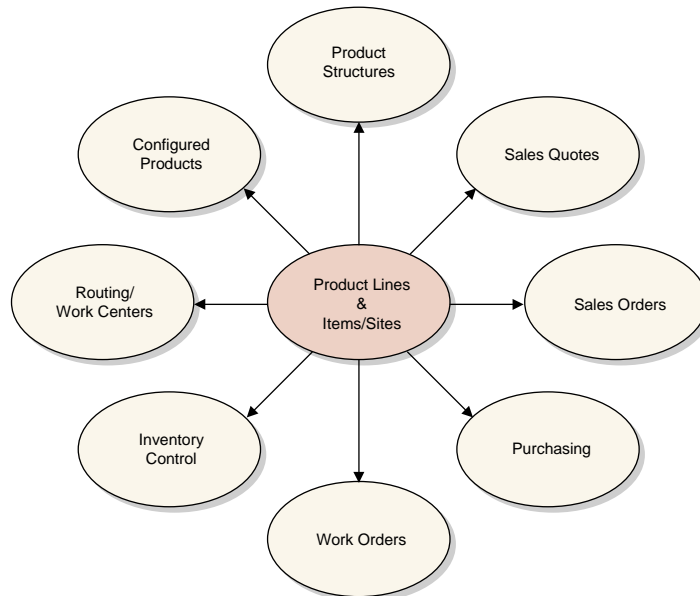 Product
Structures
Configured
Products
Sales Quotes
Routing/
Work Centers
Product Lines
&
Items/Sites
Sales Orders
Inventory
Control
Purchasing
Work Orders